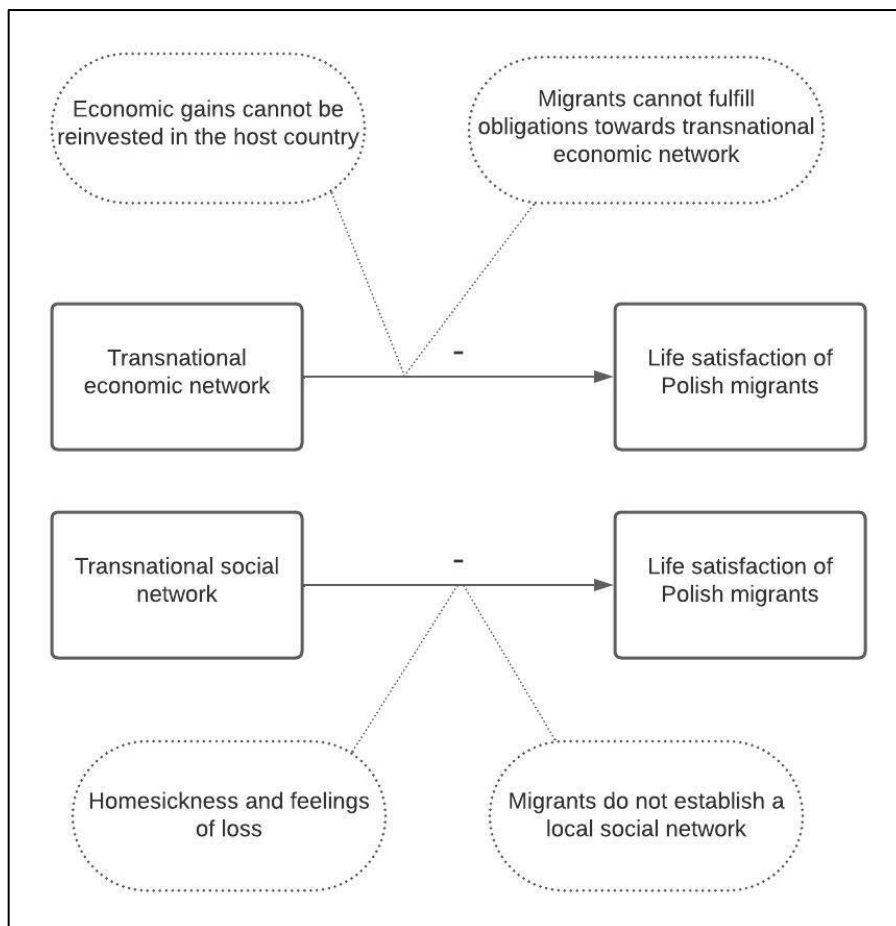 Economic gains cannot be
reinvested in the host country
Migrants cannot fulfill
obligations towards transnational
economic network
Transnational
economic network
-
Life satisfaction of
Polish migrants
Transnational social
network
-
Life satisfaction of
Polish migrants
Homesickness and feelings
of loss
Migrants do not establish a
local social network